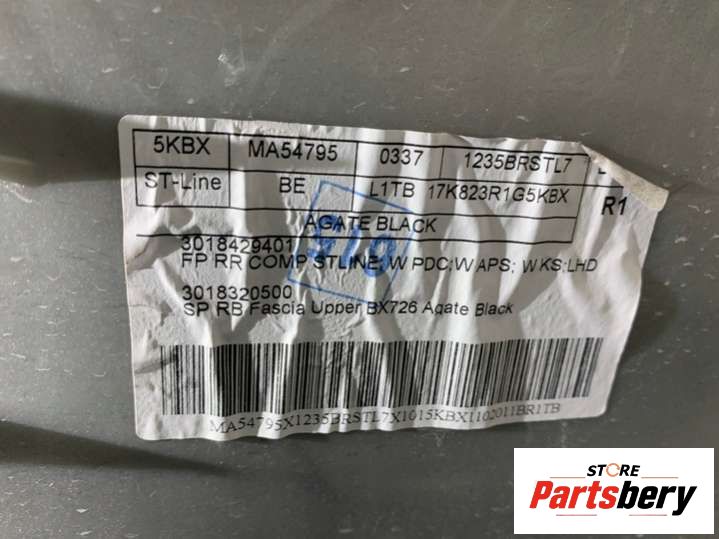 5KBX MA54795 0337 1235BRSTL7
ST-Line BE L1TB 17K823R1G5KBX R1
AGATE BLACK
3018429401
FP RR COMP STLINE; W PDC;W APS; W KS;LHD
3018320500
SP RB Fascia Upper BX726 Agate Black
MA54795X1235BRSTL7X1015KBX1102011BR1TB
STORE
Partsbery